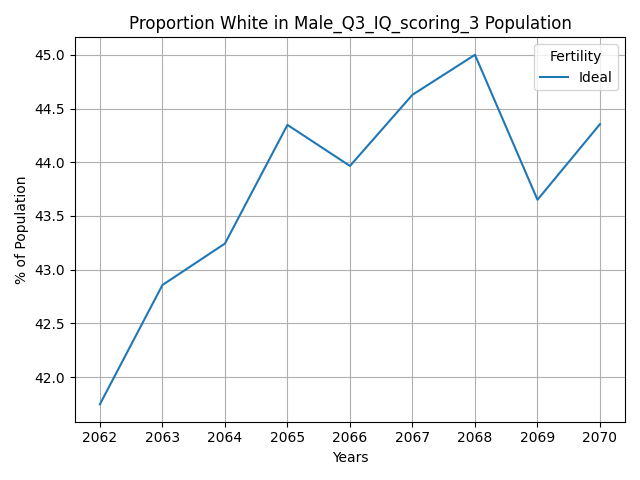 Proportion White in Male_Q3_IQ_scoring_3 Population
Fertility
Ideal
45.0
44.5
44.0
43.5
43.0
42.5
42.0
% of Population
2062 2063 2064 2065 2066 2067 2068 2069 2070
Years